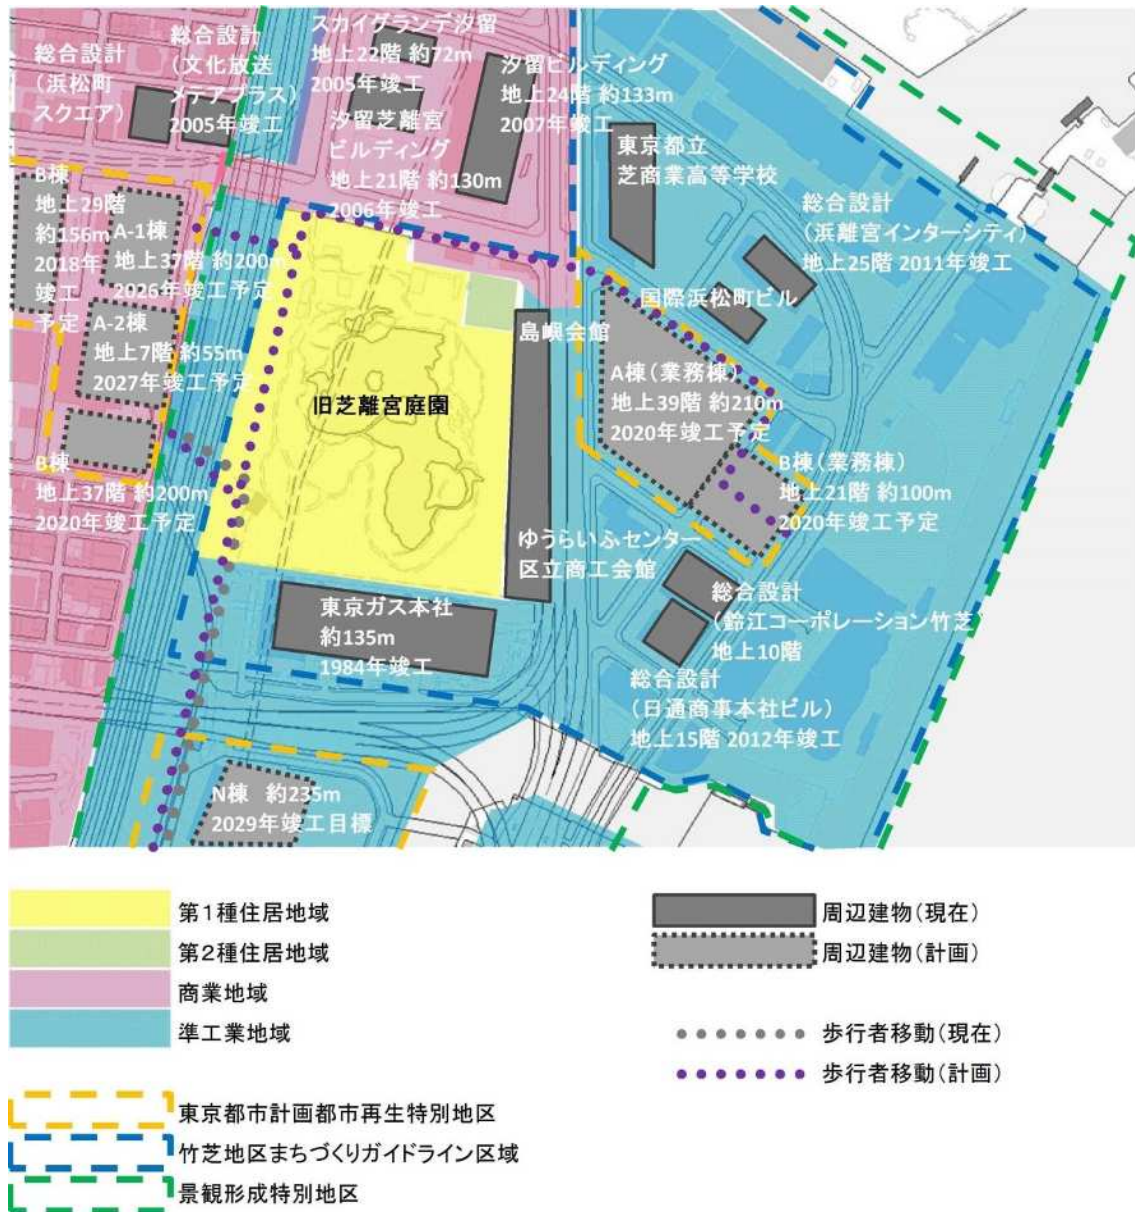 総合設計
(浜松町
スクエア)
総合設計
(文化放送
メデアプラス)
2005年竣工
スカイグランデ汐留
地上22階 約72m
2005年竣工
汐留芝離宮
ビルディング
地上21階 約130m
2006年竣工
汐留ビルディング
地上24階 約133m
2007年竣工
東京都立
芝商業高等学校
総合設計
(浜離宮インターシティ)
地上25階 2011年竣工
B棟
地上29階
約156m
2018年
竣工
予定
A-1棟
地上37階 約200m
2026年竣工予定
A-2棟
地上7階 約55m
2027年竣工予定
B棟
地上37階 約200m
2020年竣工予定
旧芝離宮庭園
島嶼会館
国際浜松町ビル
A棟(業務棟)
地上39階 約210m
2020年竣工予定
B棟(業務棟)
地上21階 約100m
2020年竣工予定
ゆうらいふセンター
区立商工会館
東京ガス本社
約135m
1984年竣工
総合設計
(鈴江コーポレーション竹芝)
地上10階
総合設計
(日通商事本社ビル)
地上15階 2012年竣工
N棟 約235m
2029年竣工目標
第1種住居地域
第2種住居地域
商業地域
準工業地域
東京都市計画都市再生特別地区
竹芝地区まちづくりガイドライン区域
景観形成特別地区
周辺建物(現在)
周辺建物(計画)
歩行者移動(現在)
歩行者移動(計画)